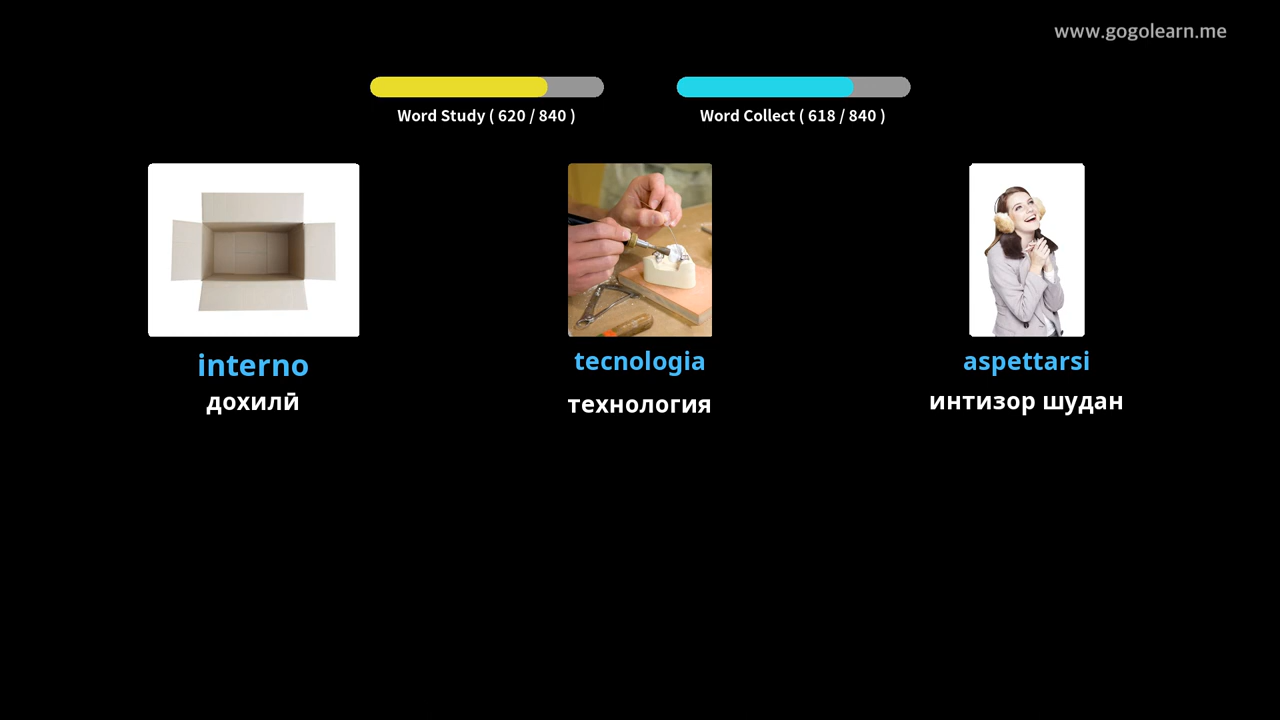 www.gogolearn.me
Word Study ( 620 / 840 )
Word Collect ( 618 / 840 )
interno
дохилӣ
tecnologia
технология
aspettarsi
интизор шудан